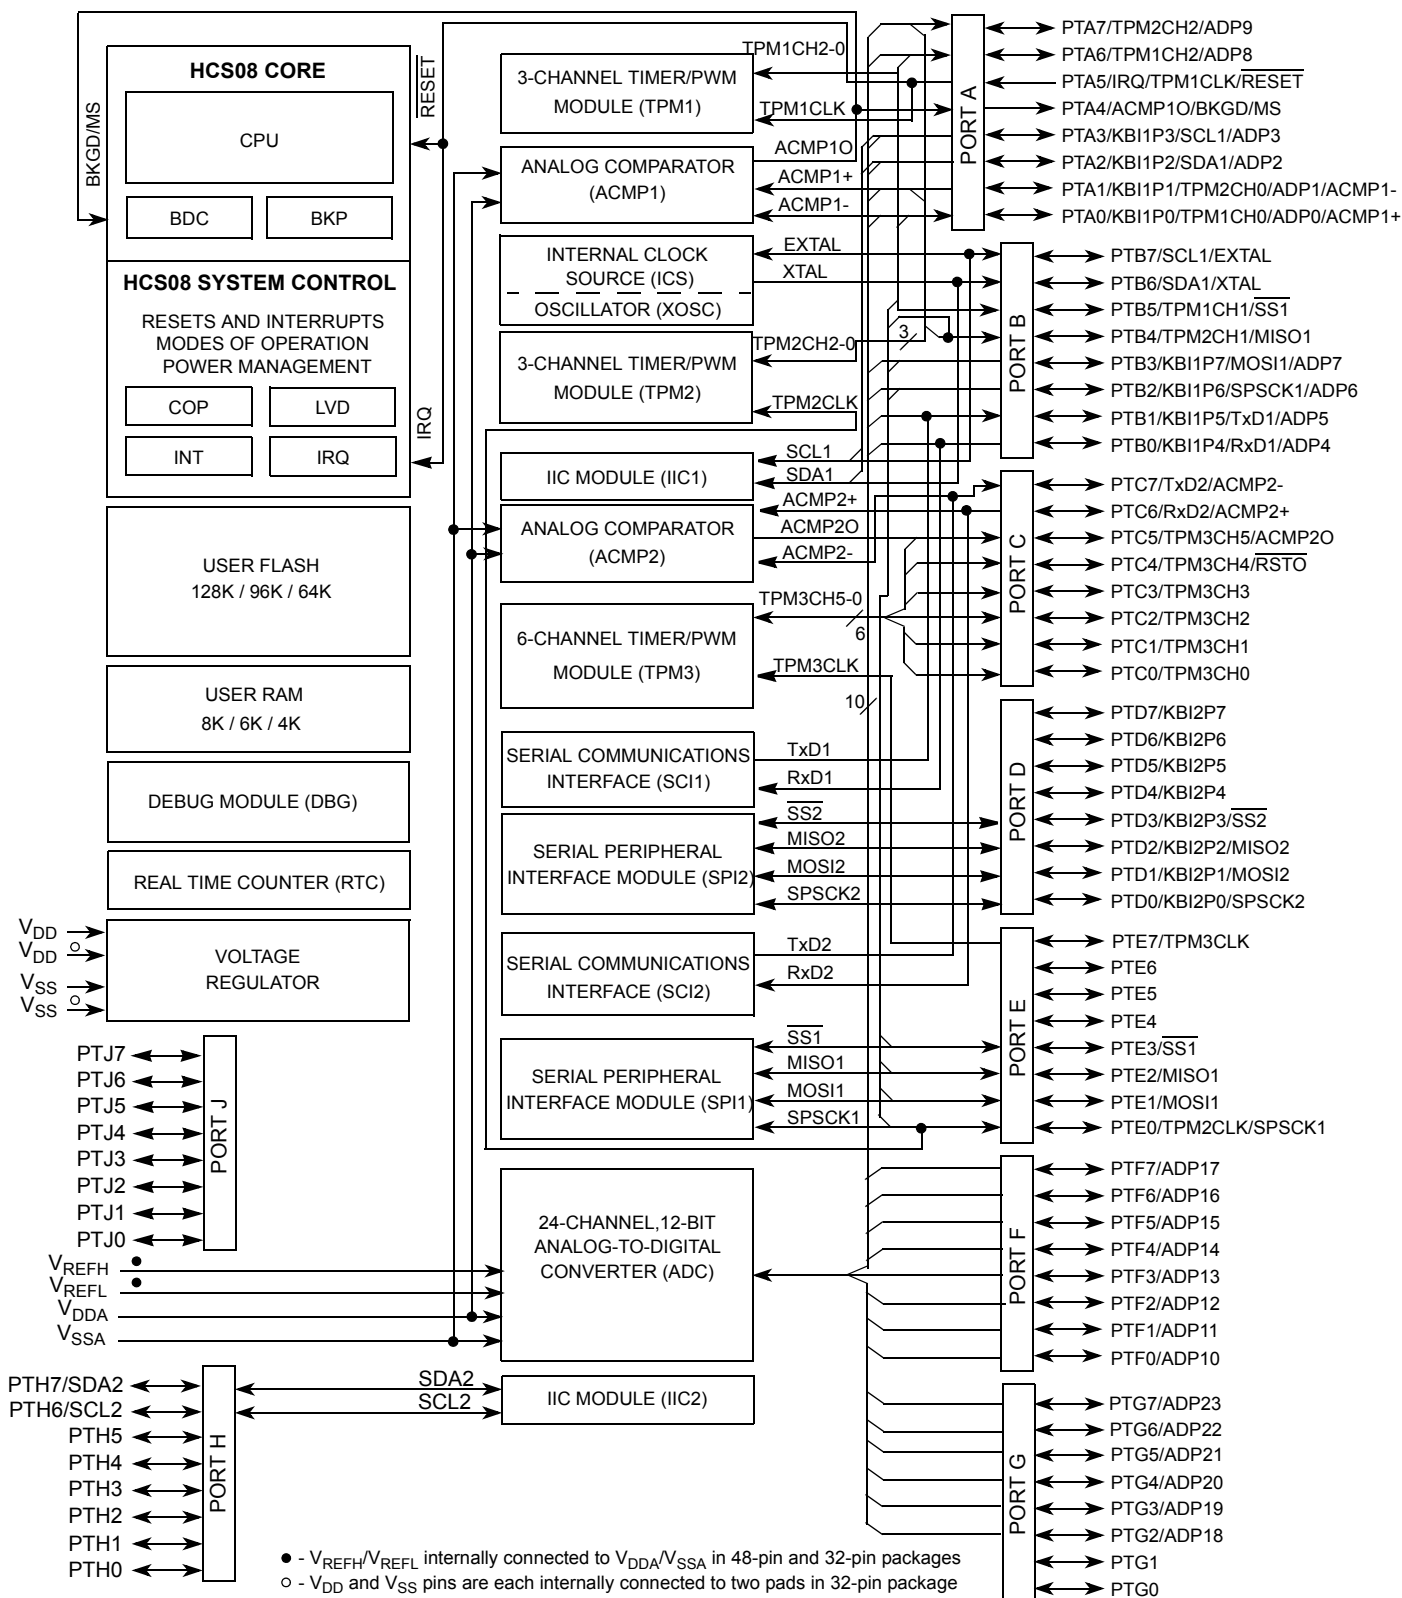 HCS08 CORE
CPU
BDC
BKP
BKGD/MS
RESET
HCS08 SYSTEM CONTROL
RESETS AND INTERRUPTS
MODES OF OPERATION
POWER MANAGEMENT
COP
LVD
INT
IRQ
IRQ
USER FLASH
128K / 96K / 64K
USER RAM
8K / 6K / 4K
DEBUG MODULE (DBG)
REAL TIME COUNTER (RTC)
VOLTAGE
REGULATOR
VDD
VDD
VSS
VSS
PTJ7
PTJ6
PTJ5
PTJ4
PTJ3
PTJ2
PTJ1
PTJ0
PORT J
VREFH
VREFL
VDDA
VSSA
PTH7/SDA2
PTH6/SCL2
PTH5
PTH4
PTH3
PTH2
PTH1
PTH0
PORT H
SDA2
SCL2
3-CHANNEL TIMER/PWM
MODULE (TPM1)
TPM1CH2-0
TPM1CLK
ANALOG COMPARATOR
(ACMP1)
ACMP1O
ACMP1+
ACMP1-
INTERNAL CLOCK
SOURCE (ICS)
OSCILLATOR (XOSC)
EXTAL
XTAL
3-CHANNEL TIMER/PWM
MODULE (TPM2)
TPM2CH2-0
3
TPM2CLK
IIC MODULE (IIC1)
SCL1
SDA1
ANALOG COMPARATOR
(ACMP2)
ACMP2+
ACMP2O
ACMP2-
6-CHANNEL TIMER/PWM
MODULE (TPM3)
TPM3CH5-0
6
TPM3CLK
10
SERIAL COMMUNICATIONS
INTERFACE (SCI1)
TxD1
RxD1
SERIAL PERIPHERAL
INTERFACE MODULE (SPI2)
SS2
MISO2
MOSI2
SPSCK2
SERIAL COMMUNICATIONS
INTERFACE (SCI2)
TxD2
RxD2
SERIAL PERIPHERAL
INTERFACE MODULE (SPI1)
SS1
MISO1
MOSI1
SPSCK1
24-CHANNEL,12-BIT
ANALOG-TO-DIGITAL
CONVERTER (ADC)
IIC MODULE (IIC2)
PORT A
PTA7/TPM2CH2/ADP9
PTA6/TPM1CH2/ADP8
PTA5/IRQ/TPM1CLK/RESET
PTA4/ACMP1O/BKGD/MS
PTA3/KBI1P3/SCL1/ADP3
PTA2/KBI1P2/SDA1/ADP2
PTA1/KBI1P1/TPM2CH0/ADP1/ACMP1-
PTA0/KBI1P0/TPM1CH0/ADP0/ACMP1+
PORT B
PTB7/SCL1/EXTAL
PTB6/SDA1/XTAL
PTB5/TPM1CH1/SS1
PTB4/TPM2CH1/MISO1
PTB3/KBI1P7/MOSI1/ADP7
PTB2/KBI1P6/SPSCK1/ADP6
PTB1/KBI1P5/TxD1/ADP5
PTB0/KBI1P4/RxD1/ADP4
PORT C
PTC7/TxD2/ACMP2-
PTC6/RxD2/ACMP2+
PTC5/TPM3CH5/ACMP2O
PTC4/TPM3CH4/RSTO
PTC3/TPM3CH3
PTC2/TPM3CH2
PTC1/TPM3CH1
PTC0/TPM3CH0
PORT D
PTD7/KBI2P7
PTD6/KBI2P6
PTD5/KBI2P5
PTD4/KBI2P4
PTD3/KBI2P3/SS2
PTD2/KBI2P2/MISO2
PTD1/KBI2P1/MOSI2
PTD0/KBI2P0/SPSCK2
PORT E
PTE7/TPM3CLK
PTE6
PTE5
PTE4
PTE3/SS1
PTE2/MISO1
PTE1/MOSI1
PTE0/TPM2CLK/SPSCK1
PORT F
PTF7/ADP17
PTF6/ADP16
PTF5/ADP15
PTF4/ADP14
PTF3/ADP13
PTF2/ADP12
PTF1/ADP11
PTF0/ADP10
PORT G
PTG7/ADP23
PTG6/ADP22
PTG5/ADP21
PTG4/ADP20
PTG3/ADP19
PTG2/ADP18
PTG1
PTG0
● - VREFH/VREFL internally connected to VDDA/VSSA in 48-pin and 32-pin packages
○ - VDD and VSS pins are each internally connected to two pads in 32-pin package